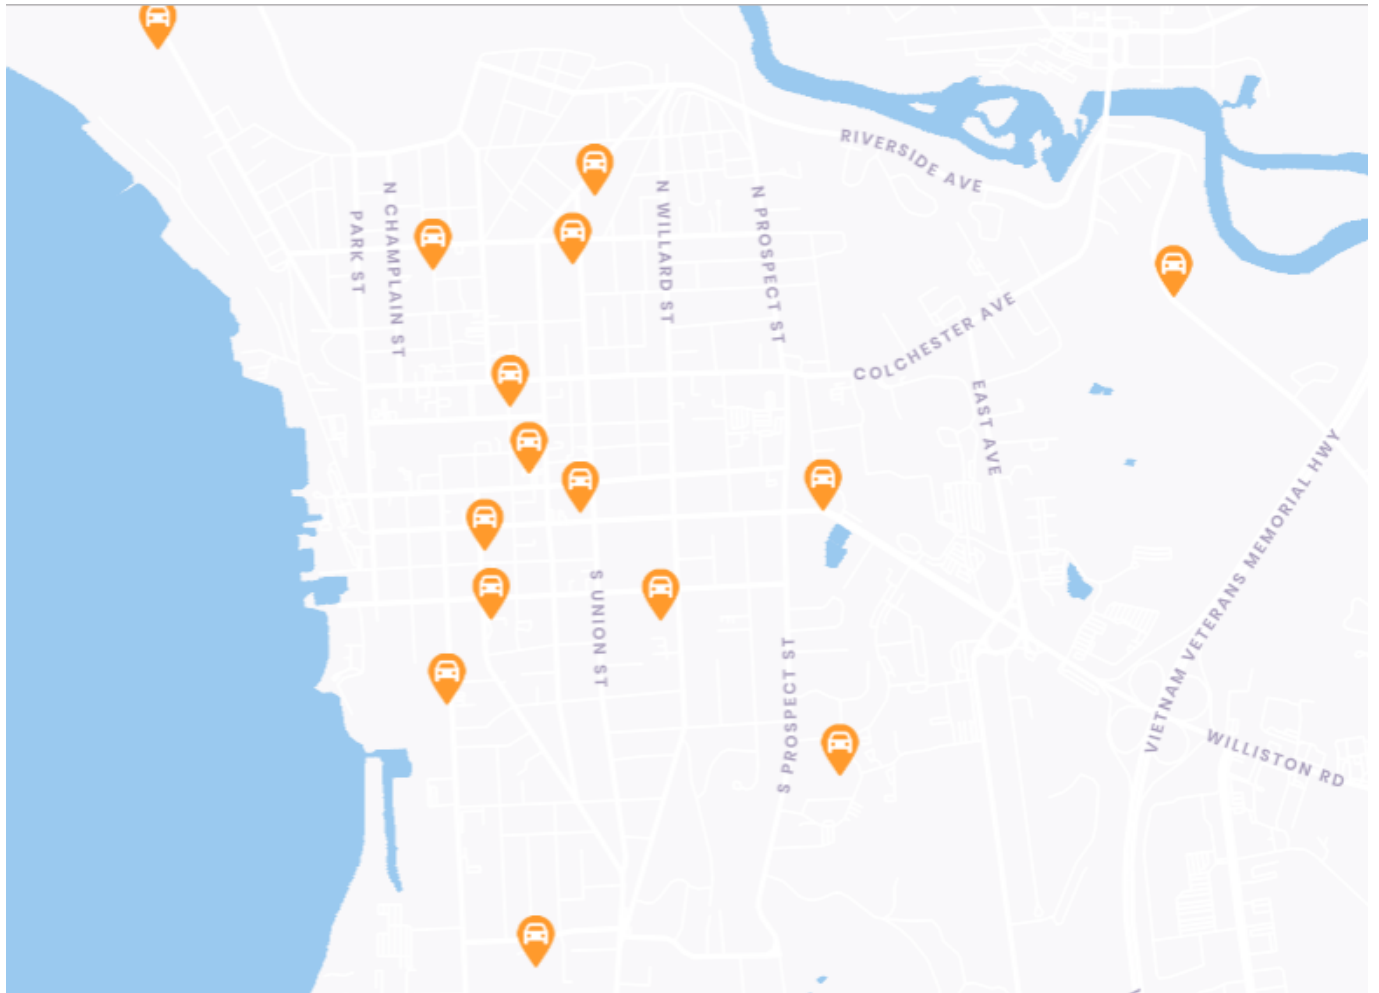 RIVERSIDE AVE
N CHAMPLAIN ST
PARK ST
N WILLARD ST
N PROSPECT ST
COLCHESTER AVE
EAST AVE
VIETNAM VETERANS MEMORIAL HWY
S UNION ST
S PROSPECT ST
WILLISTON RD